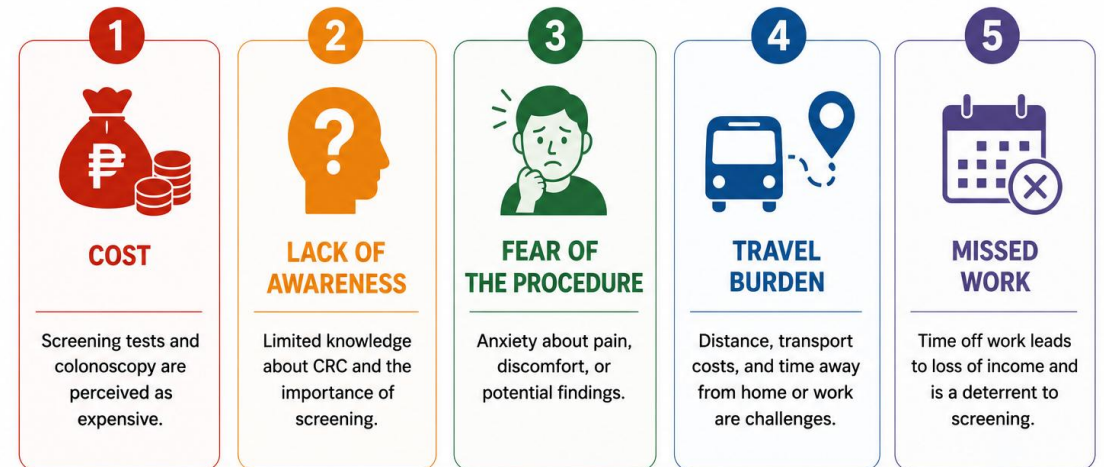 1
₱
COST
Screening tests and
colonoscopy are
perceived as
expensive.
2
?
LACK OF
AWARENESS
Limited knowledge
about CRC and the
importance of
screening.
3
FEAR OF
THE PROCEDURE
Anxiety about pain,
discomfort, or
potential findings.
4
TRAVEL
BURDEN
Distance, transport
costs, and time away
from home or work
are challenges.
5
MISSED
WORK
Time off work leads
to loss of income and
is a deterrent to
screening.